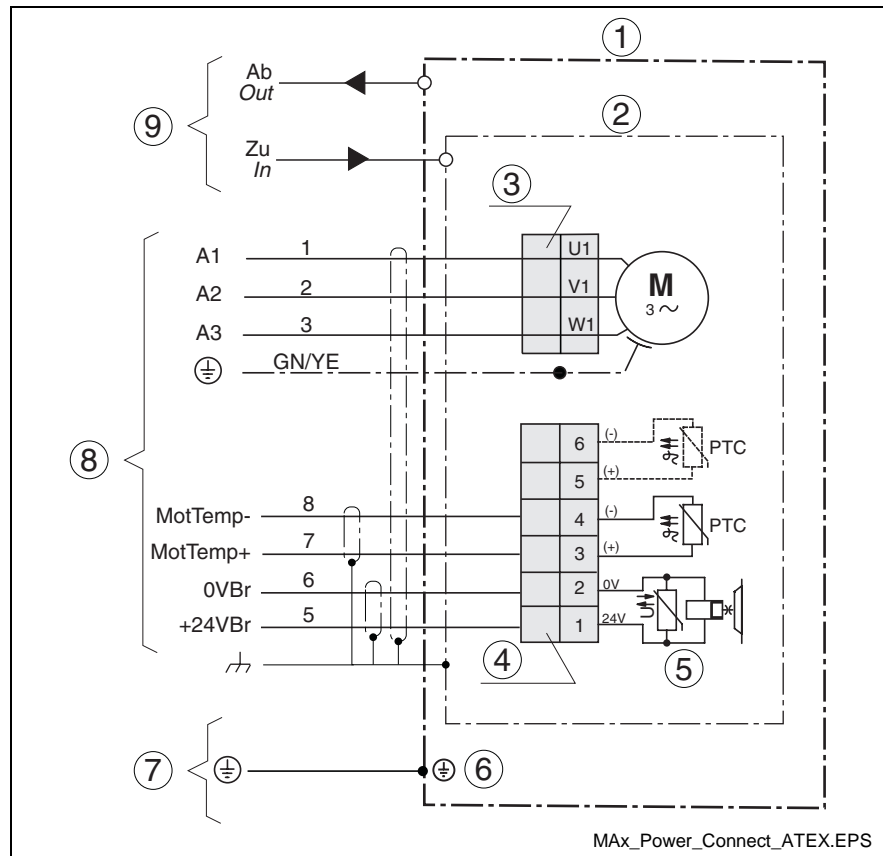 1
Ab
Out
2
9
Zu
In
3
A1 1 U1
A2 2 V1 M
3 ~
A3 3 W1
GN/YE
8
6 (-) PTC
5 (+)
MotTemp- 8 4 (-) PTC
MotTemp+ 7 3 (+)
0VBr 6 2 0V
+24VBr 5 1 24V
4 5
7 6
MAx_Power_Connect_ATEX.EPS